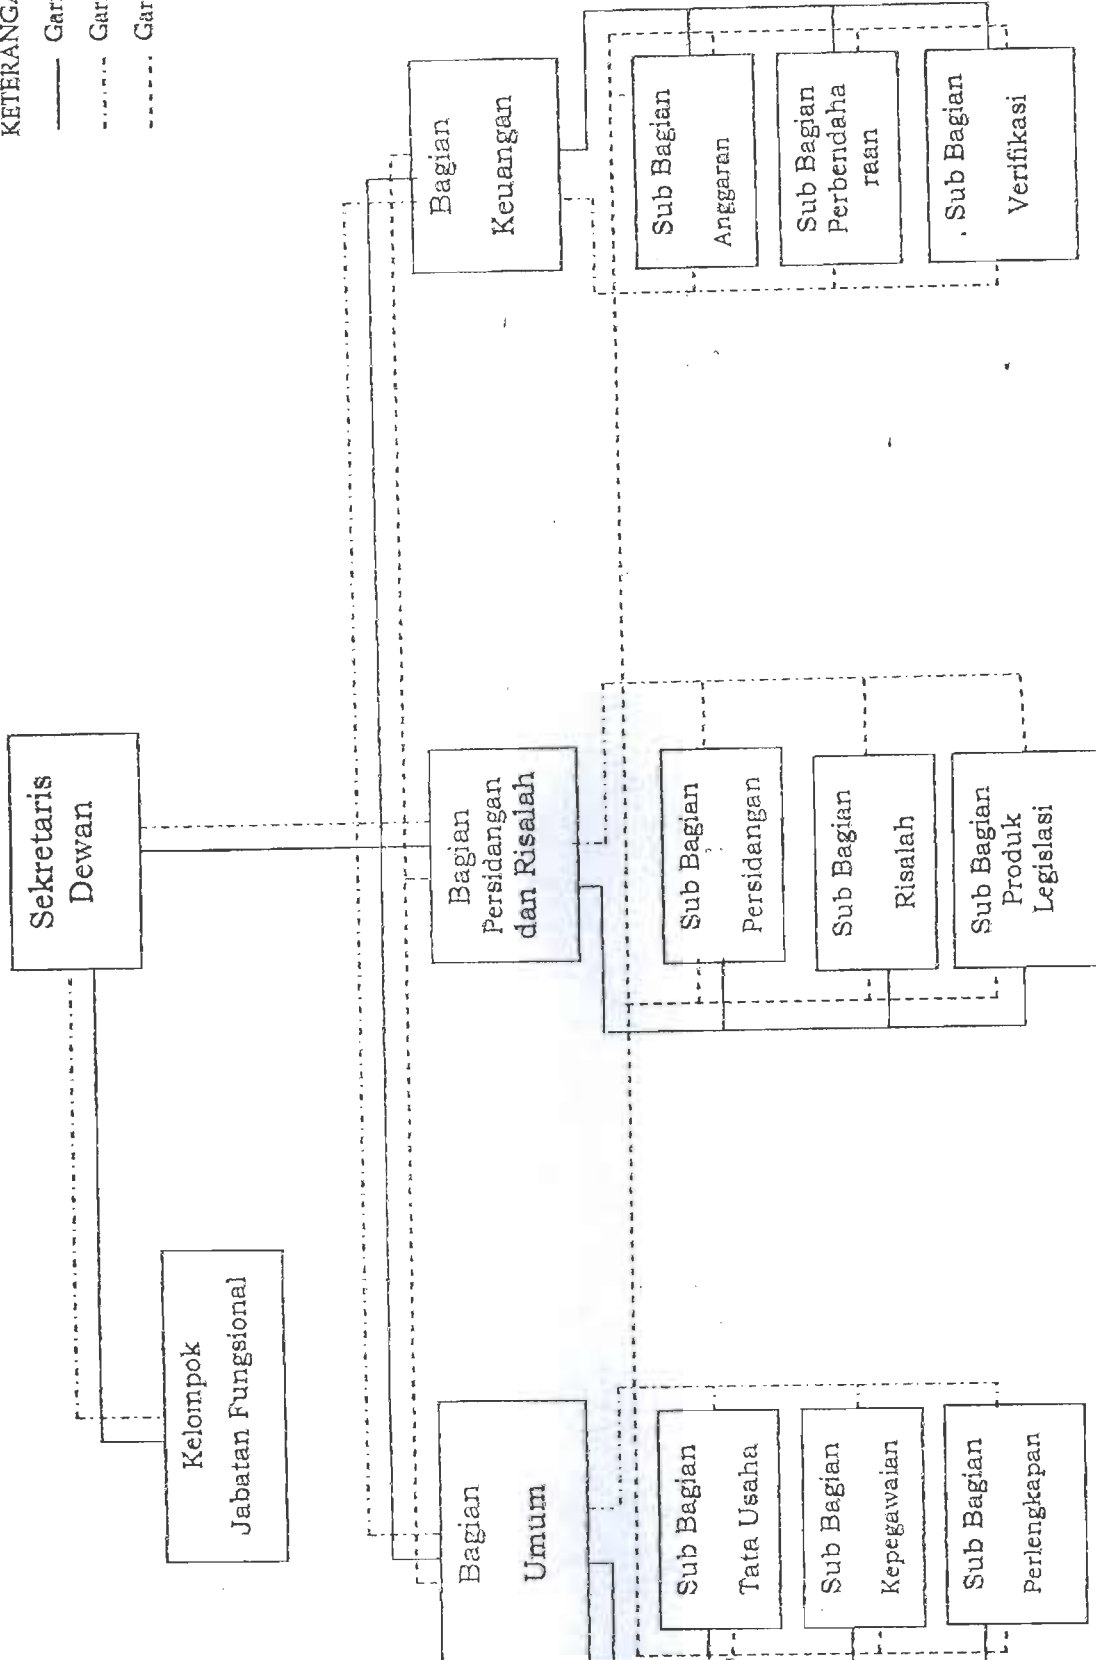 KETERANGA
Gar
Gar
Gar
Sekretaris
Dewan
Kelompok
Jabatan Fungsional
Bagian
Umum
Bagian
Persidangan
dan Risalah
Bagian
Keuangan
Sub Bagian
Tata Usaha
Sub Bagian
Kepegawaian
Sub Bagian
Perlengkapan
Sub Bagian
Persidangan
Sub Bagian
Risalah
Sub Bagian
Produk
Legislasi
Sub Bagian
Anggaran
Sub Bagian
Perbendaha
raan
Sub Bagian
Verifikasi